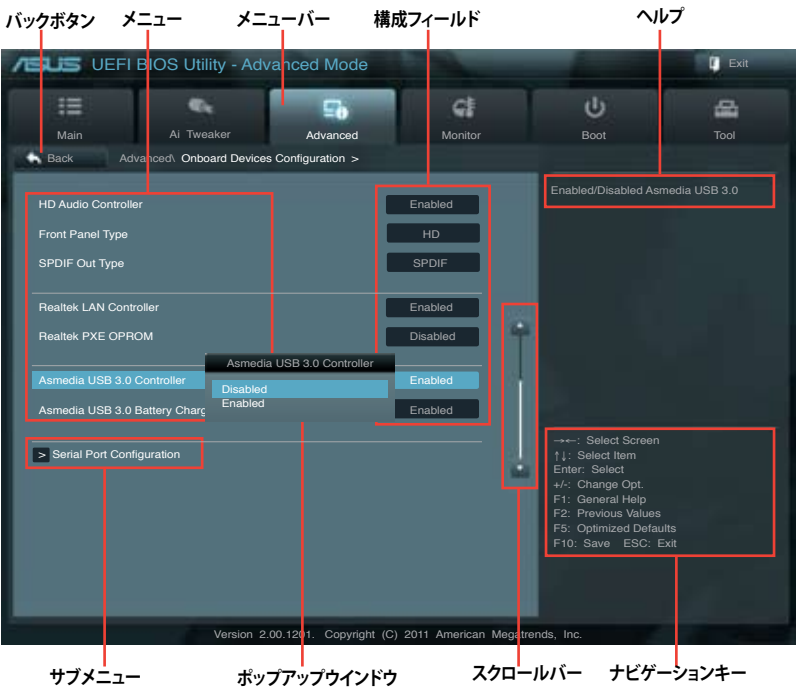 バックボタン メニュー メニューバー 構成フィールド ヘルプ
ASUS UEFI BIOS Utility - Advanced Mode Exit
Main Ai Tweaker Advanced Monitor Boot Tool
Back Advanced\ Onboard Devices Configuration >
Enabled/Disabled Asmedia USB 3.0
HD Audio Controller Enabled
Front Panel Type HD
SPDIF Out Type SPDIF
Realtek LAN Controller Enabled
Realtek PXE OPROM Disabled
Asmedia USB 3.0 Controller
Asmedia USB 3.0 Controller Enabled
Disabled
Enabled
Asmedia USB 3.0 Battery Charg Enabled
> Serial Port Configuration
→←: Select Screen
↑↓: Select Item
Enter: Select
+/-: Change Opt.
F1: General Help
F2: Previous Values
F5: Optimized Defaults
F10: Save ESC: Exit
Version 2.00.1201. Copyright (C) 2011 American Megatrends, Inc.
サブメニュー ポップアップウインドウ スクロールバー ナビゲーションキー